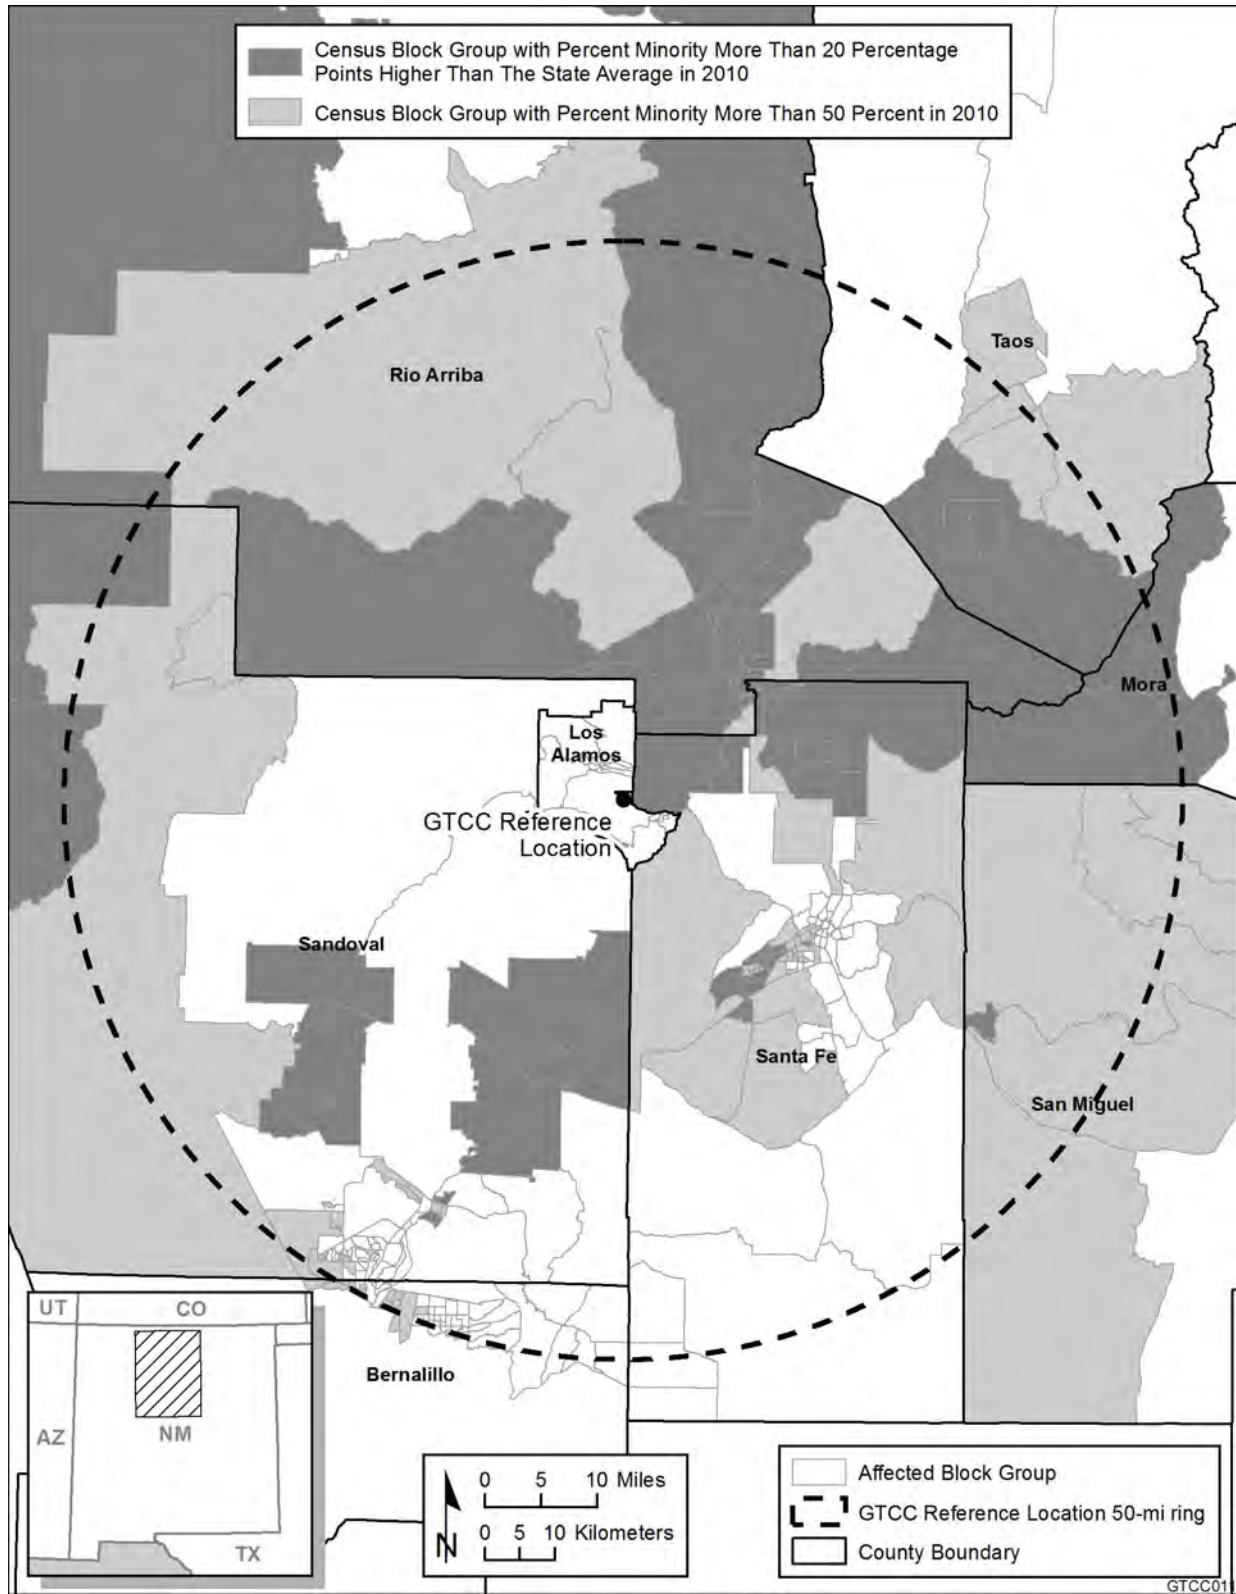 Census Block Group with Percent Minority More Than 20 Percentage
Points Higher Than The State Average in 2010
Census Block Group with Percent Minority More Than 50 Percent in 2010
Taos
Rio Arriba
Mora
Los
Alamos
GTCC Reference
Location
Sandoval
Santa Fe
San Miguel
Bernalillo
UT
CO
AZ
NM
TX
0 5 10 Miles
0 5 10 Kilometers
N
Affected Block Group
GTCC Reference Location 50-mi ring
County Boundary